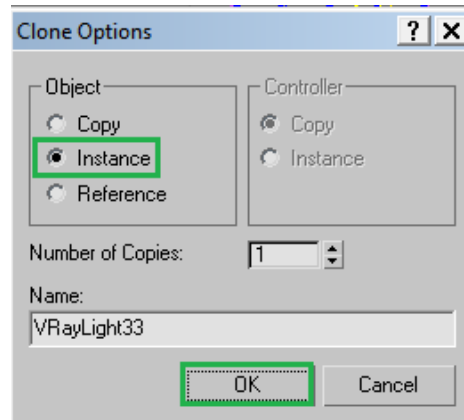 Clone Options ? X
Object
Copy
Instance
Reference
Controller
Copy
Instance
Number of Copies: 1
Name:
VRayLight33
OK Cancel